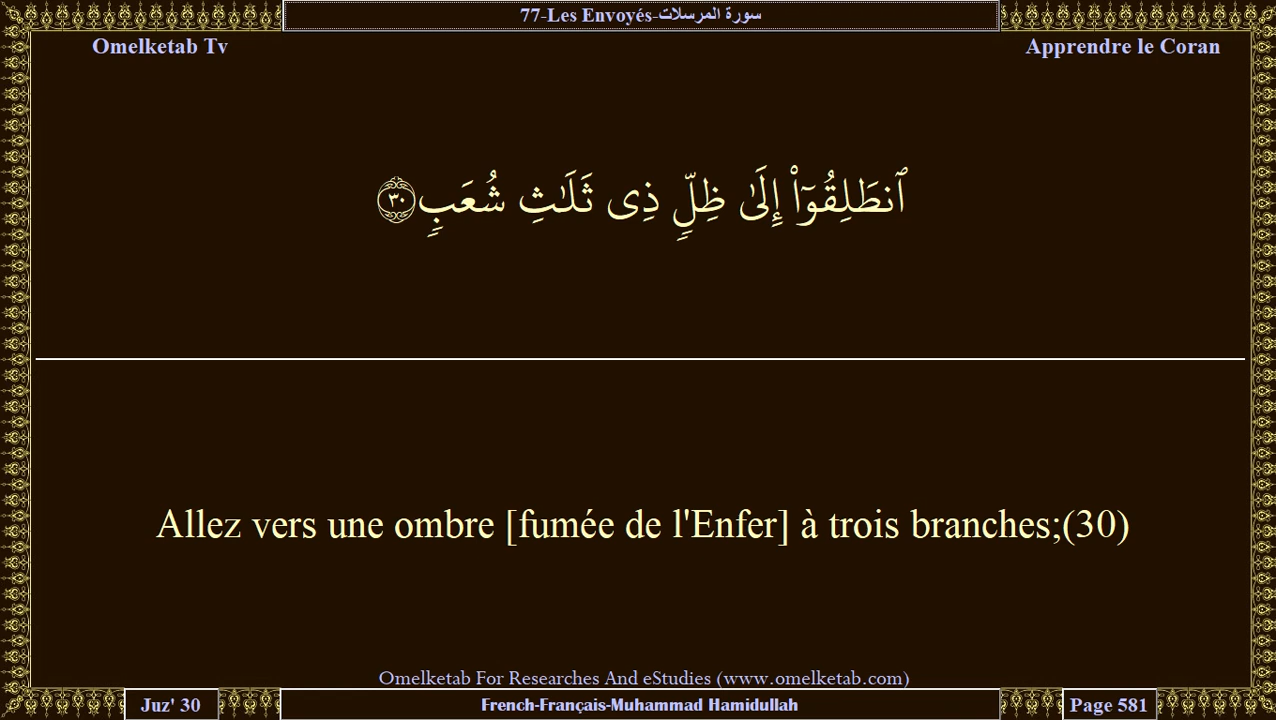 77-Les Envoyés-سورة المرسلات
Omelketab Tv
Apprendre le Coran
ٱنطَلِقُوٓا۟ إِلَىٰ ظِلٍّۢ ذِى ثَلَـٰثِ شُعَبٍۢ ٣٠
Allez vers une ombre [fumée de l'Enfer] à trois branches;(30)
Omelketab For Researches And eStudies (www.omelketab.com)
Juz' 30
French-Français-Muhammad Hamidullah
Page 581